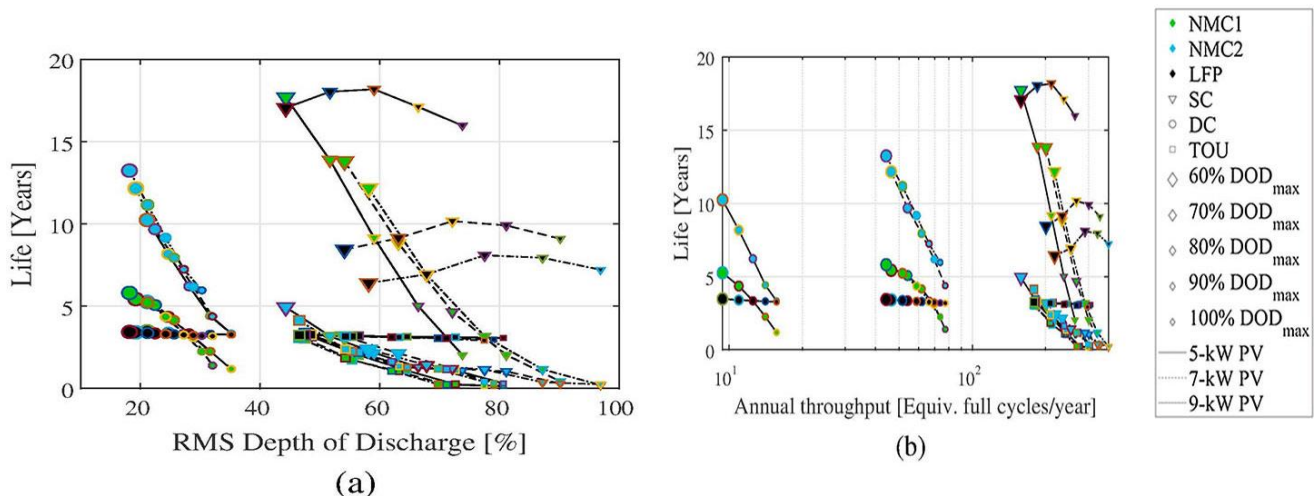 20
15
10
5
0
Life [Years]
20
40
60
80
100
RMS Depth of Discharge [%]
(a)
20
15
10
5
0
Life [Years]
10^1
10^2
Annual throughput [Equiv. full cycles/year]
(b)
NMC1
NMC2
LFP
SC
DC
TOU
60% DOD_max
70% DOD_max
80% DOD_max
90% DOD_max
100% DOD_max
5-kW PV
7-kW PV
9-kW PV